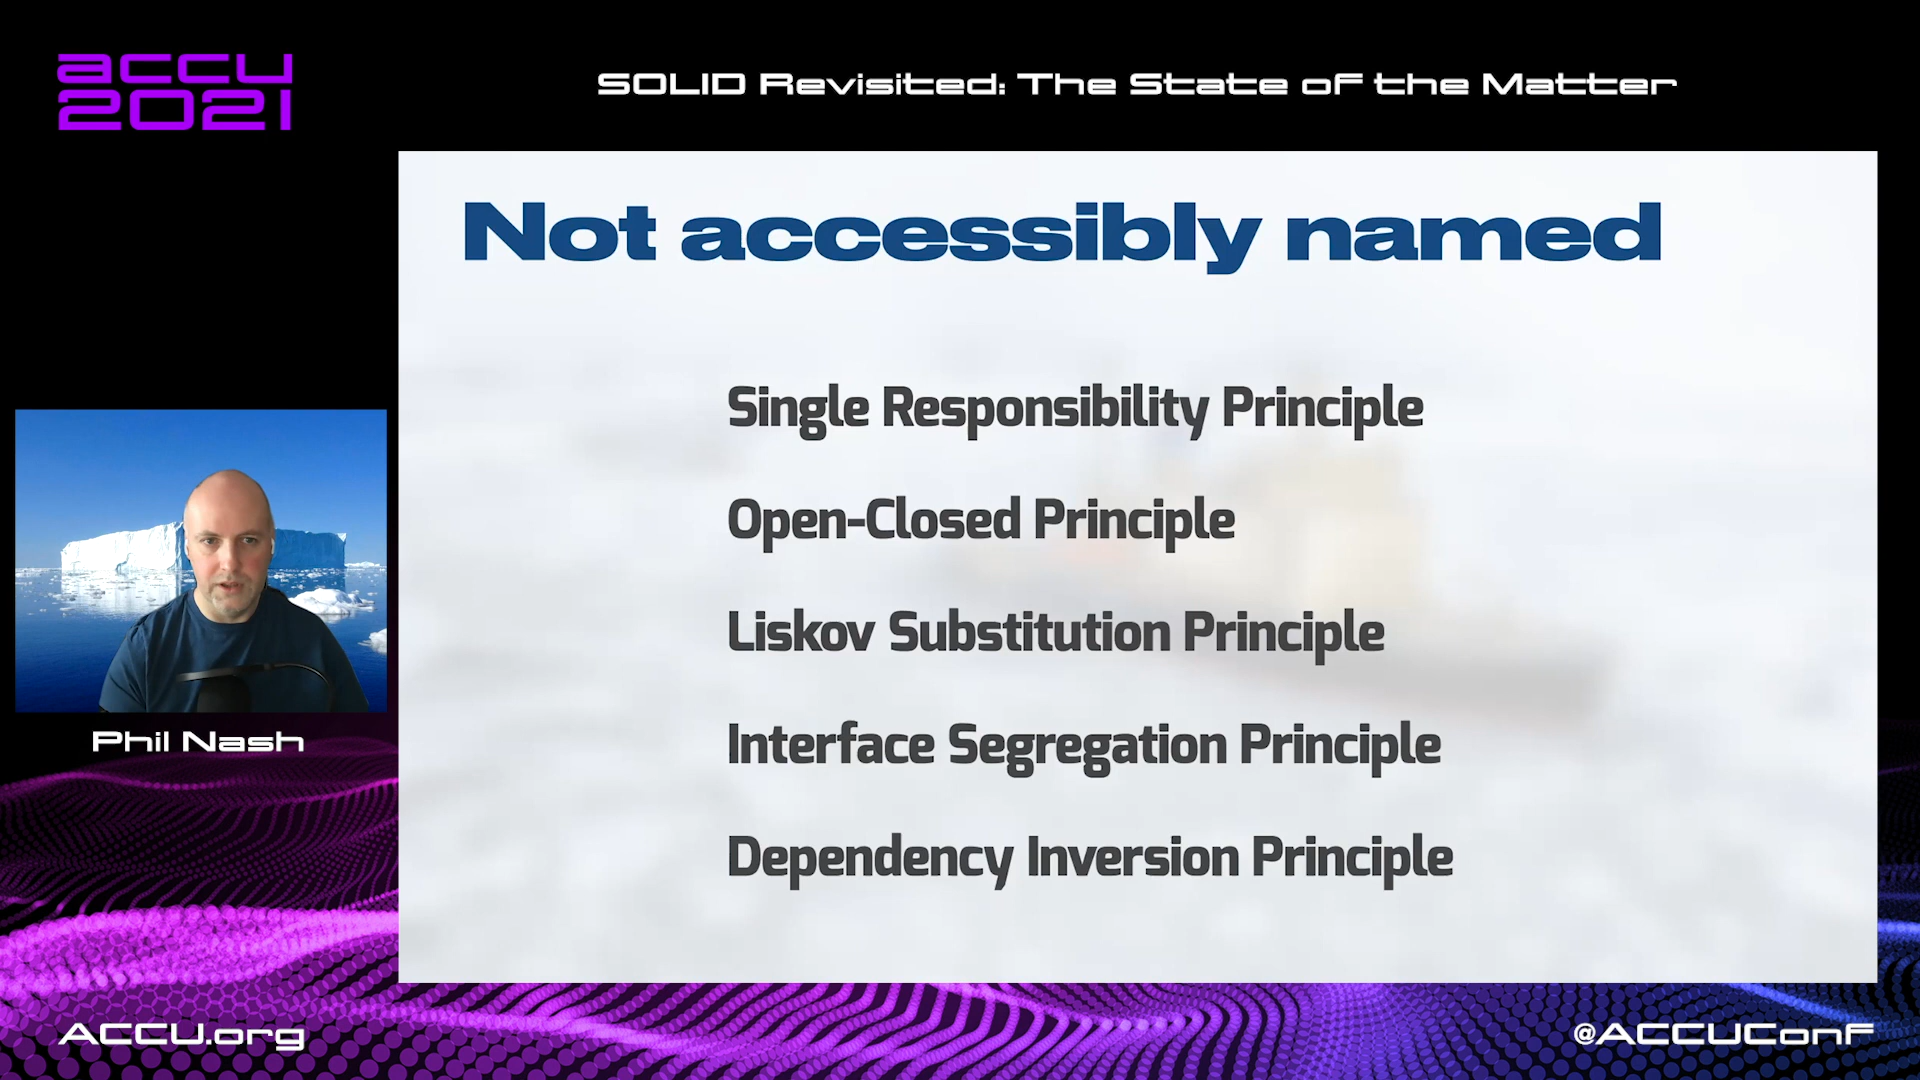 accu
2021
SOLID Revisited: The State of the Matter
Not accessibly named
Single Responsibility Principle
Open-Closed Principle
Liskov Substitution Principle
Interface Segregation Principle
Dependency Inversion Principle
Phil Nash
ACCU.org
@ACCUConf